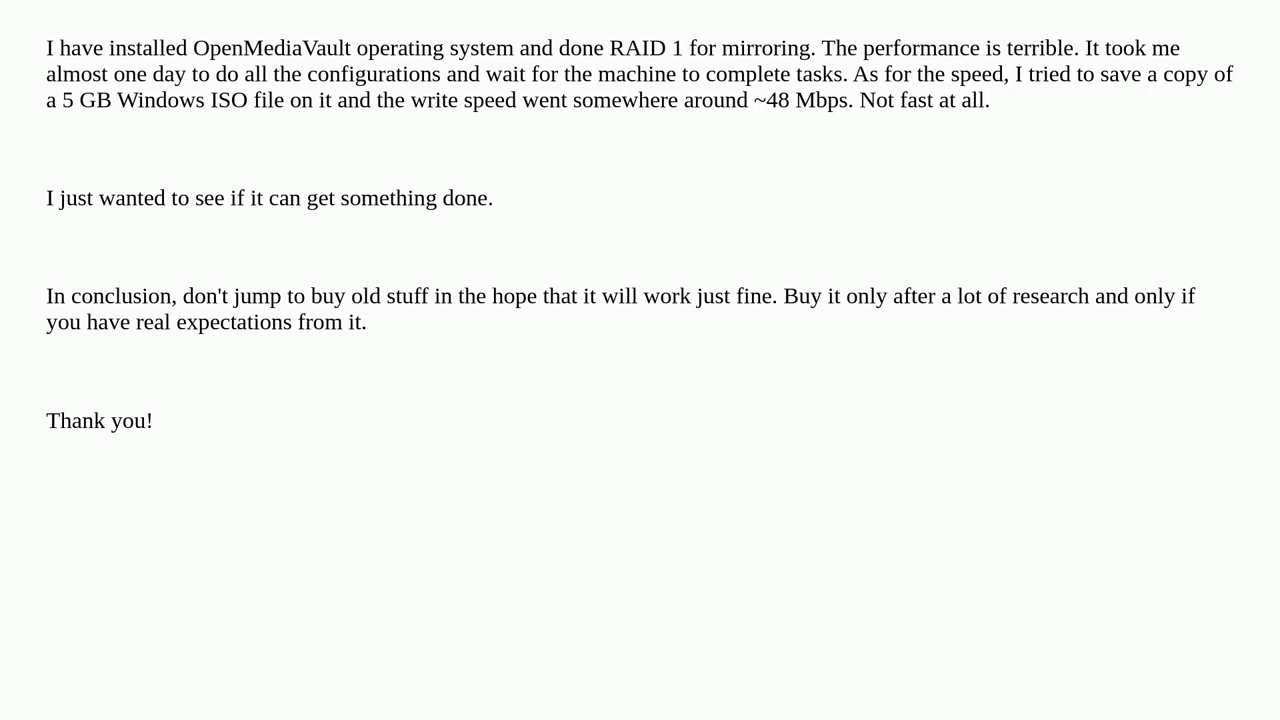 I have installed OpenMediaVault operating system and done RAID 1 for mirroring. The performance is terrible. It took me
almost one day to do all the configurations and wait for the machine to complete tasks. As for the speed, I tried to save a copy of
a 5 GB Windows ISO file on it and the write speed went somewhere around ~48 Mbps. Not fast at all.
I just wanted to see if it can get something done.
In conclusion, don't jump to buy old stuff in the hope that it will work just fine. Buy it only after a lot of research and only if
you have real expectations from it.
Thank you!